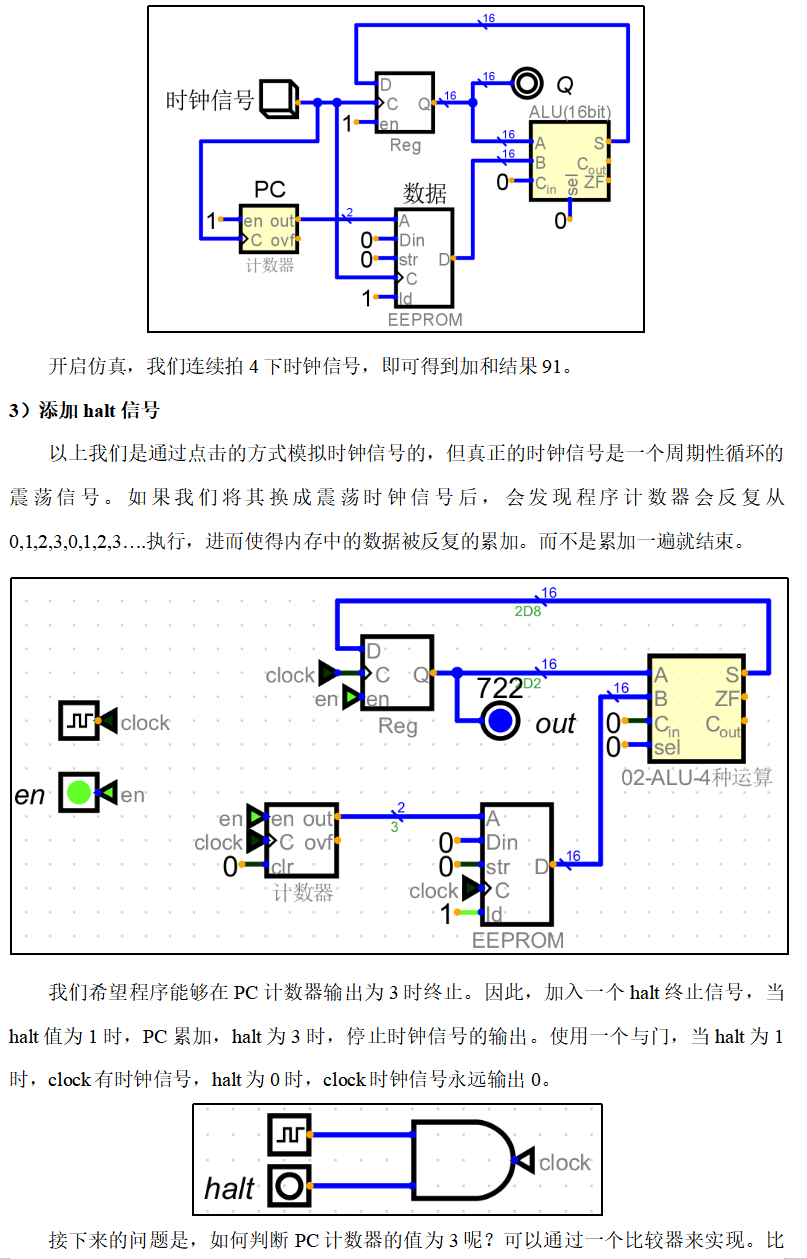 16
时钟信号
D
C
Q
16
16
Q
1
en
Reg
ALU(16bit)
16
A
S
16
B
Cout
0
Cin
sel
ZF
0
PC
数据
1
en out
2
A
C ovf
0
Din
计数器
0
str
D
C
1
ld
EEPROM
开启仿真，我们连续拍 4 下时钟信号，即可得到加和结果 91。
3）添加 halt 信号
以上我们是通过点击的方式模拟时钟信号的，但真正的时钟信号是一个周期性循环的
震荡信号。如果我们将其换成震荡时钟信号后，会发现程序计数器会反复从
0,1,2,3,0,1,2,3….执行，进而使得内存中的数据被反复的累加。而不是累加一遍就结束。
16
2D8
D
clock
C
Q
16
722
2D2
en
en
Reg
out
16
A
S
B
ZF
0
Cin
Cout
0
sel
02-ALU-4种运算
clock
en
en
en
en out
2
3
clock
C ovf
0
clr
计数器
A
0
Din
0
str
D
16
clock
C
1
ld
EEPROM
我们希望程序能够在 PC 计数器输出为 3 时终止。因此，加入一个 halt 终止信号，当
halt 值为 1 时，PC 累加，halt 为 3 时，停止时钟信号的输出。使用一个与门，当 halt 为 1
时，clock 有时钟信号，halt 为 0 时，clock 时钟信号永远输出 0。
clock
halt
接下来的问题是，如何判断 PC 计数器的值为 3 呢？可以通过一个比较器来实现。比